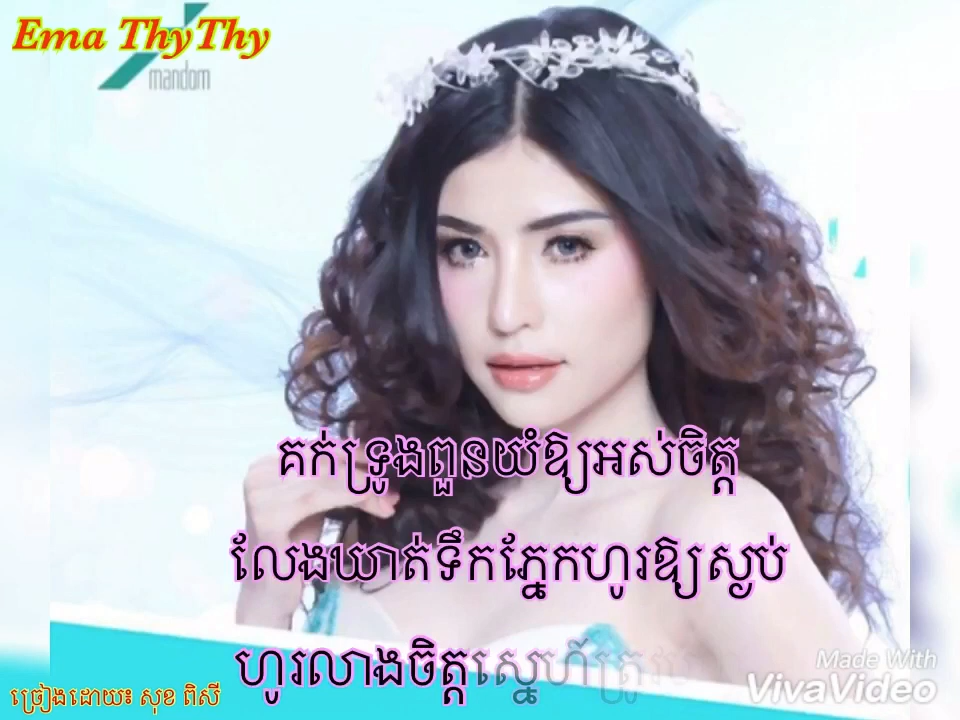 Ema ThyThy
mandom
គក់ទ្រូងពួនយំឱ្យអស់ចិត្ត
លែងឃាត់ទឹកភ្នែកហូរឱ្យស្ងប់
ហូរលាងចិត្តស្នេហ៍ត្រូវ
ច្រៀងដោយ៖ សុខ ពិសី
Made With
VivaVideo